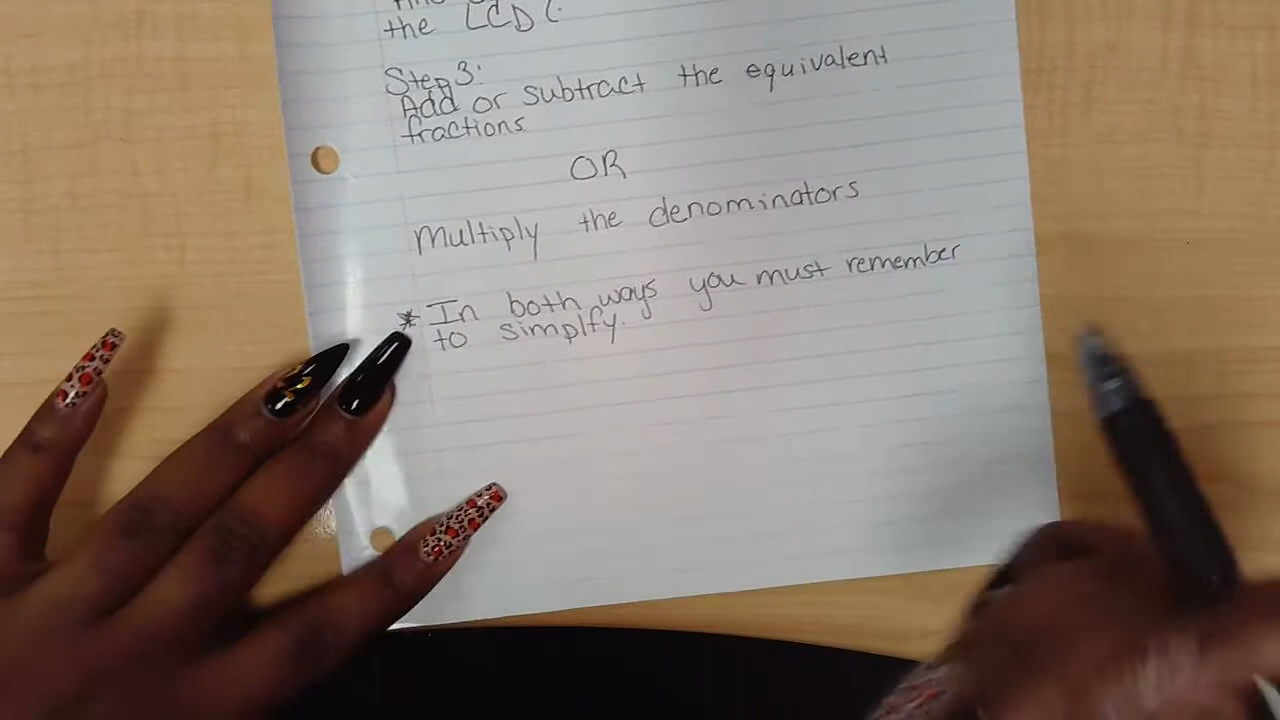 the LCD (
Step 3:
Add or subtract the equivalent
fractions.
OR
Multiply the denominators
* In both ways you must remember
to simplfy.